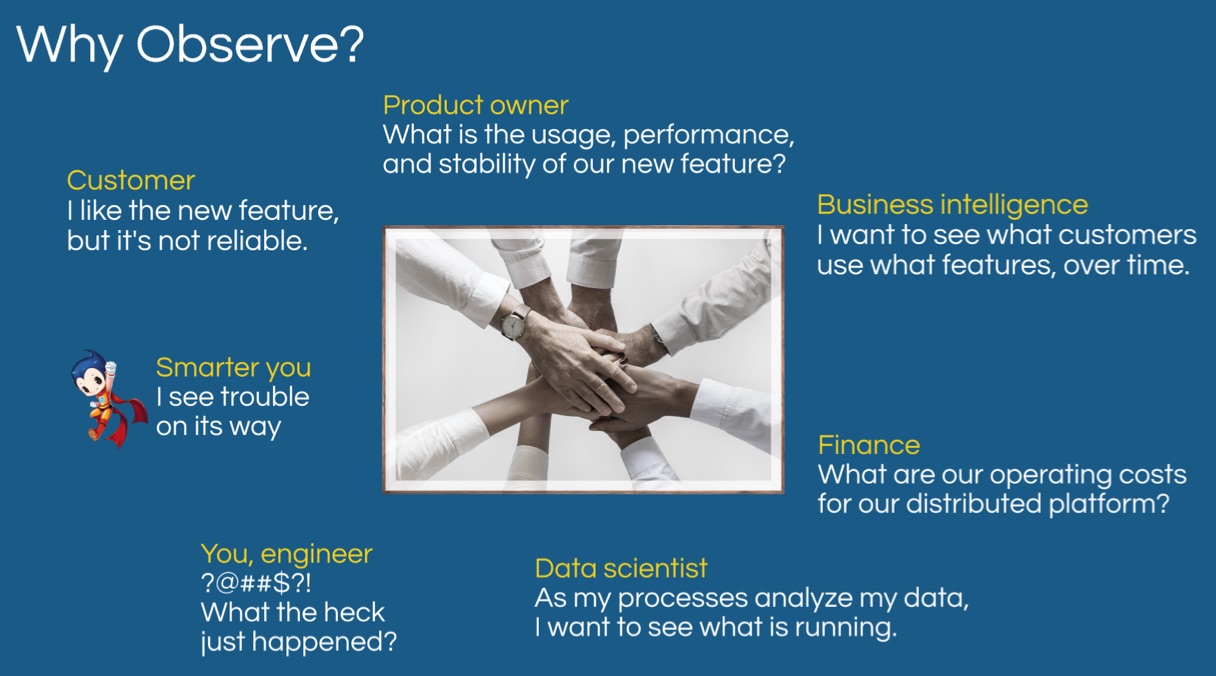 Why Observe?
Product owner
What is the usage, performance,
and stability of our new feature?
Customer
I like the new feature,
but it's not reliable.
Business intelligence
I want to see what customers
use what features, over time.
Smarter you
I see trouble
on its way
Finance
What are our operating costs
for our distributed platform?
You, engineer
?@##$?!
What the heck
just happened?
Data scientist
As my processes analyze my data,
I want to see what is running.